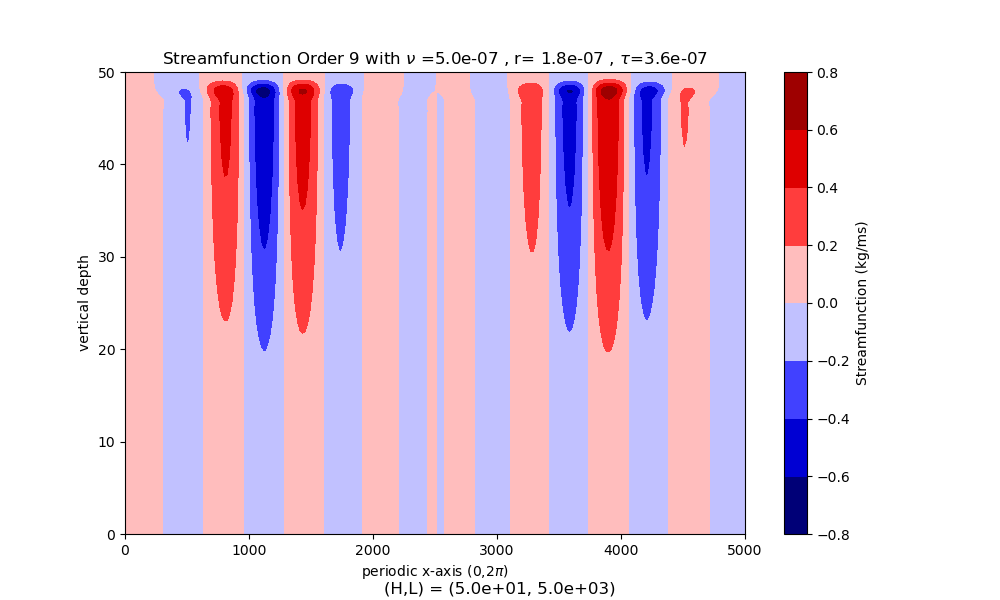 Streamfunction Order 9 with ν =5.0e-07 , r= 1.8e-07 , τ=3.6e-07
50
40
30
20
10
0
vertical depth
0 1000 2000 3000 4000 5000
periodic x-axis (0,2π)
(H,L) = (5.0e+01, 5.0e+03)
0.8
0.6
0.4
0.2
0.0
−0.2
−0.4
−0.6
−0.8
Streamfunction (kg/ms)